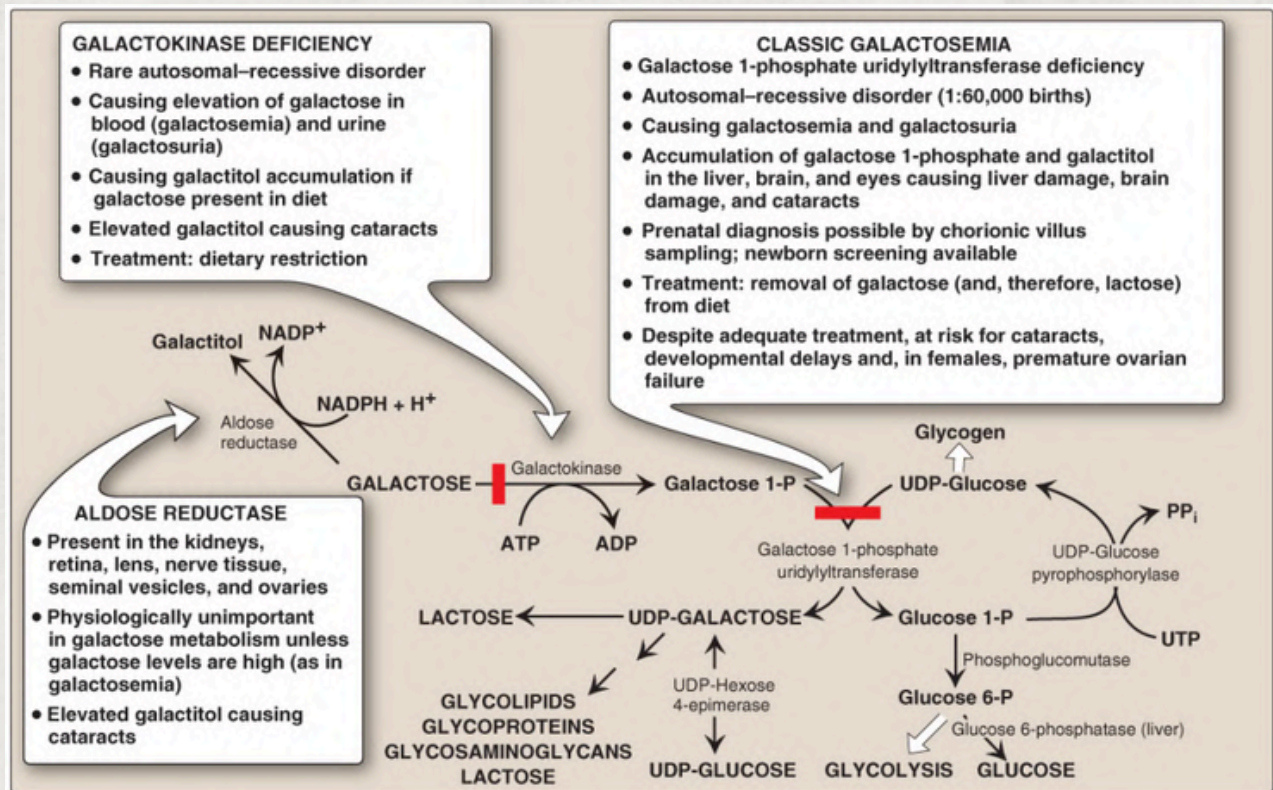 GALACTOKINASE DEFICIENCY
• Rare autosomal–recessive disorder
• Causing elevation of galactose in
blood (galactosemia) and urine
(galactosuria)
• Causing galactitol accumulation if
galactose present in diet
• Elevated galactitol causing cataracts
• Treatment: dietary restriction
CLASSIC GALACTOSEMIA
• Galactose 1-phosphate uridylyltransferase deficiency
• Autosomal–recessive disorder (1:60,000 births)
• Causing galactosemia and galactosuria
• Accumulation of galactose 1-phosphate and galactitol
in the liver, brain, and eyes causing liver damage, brain
damage, and cataracts
• Prenatal diagnosis possible by chorionic villus
sampling; newborn screening available
• Treatment: removal of galactose (and, therefore, lactose)
from diet
• Despite adequate treatment, at risk for cataracts,
developmental delays and, in females, premature ovarian
failure
Galactitol
NADP+
NADPH + H+
Aldose
reductase
GALACTOSE
Galactokinase
ATP
ADP
Galactose 1-P
Glycogen
UDP-Glucose
Galactose 1-phosphate
uridylyltransferase
PPi
UDP-Glucose
pyrophosphorylase
UTP
ALDOSE REDUCTASE
• Present in the kidneys,
retina, lens, nerve tissue,
seminal vesicles, and ovaries
• Physiologically unimportant
in galactose metabolism unless
galactose levels are high (as in
galactosemia)
• Elevated galactitol causing
cataracts
LACTOSE
UDP-GALACTOSE
Glucose 1-P
Phosphoglucomutase
Glucose 6-P
Glucose 6-phosphatase (liver)
GLYCOLIPIDS
GLYCOPROTEINS
GLYCOSAMINOGLYCANS
LACTOSE
UDP-Hexose
4-epimerase
UDP-GLUCOSE
GLYCOLYSIS
GLUCOSE